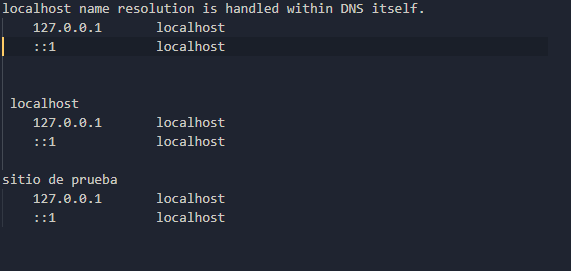 localhost name resolution is handled within DNS itself.
127.0.0.1 localhost
::1 localhost
localhost
127.0.0.1 localhost
::1 localhost
sitio de prueba
127.0.0.1 localhost
::1 localhost